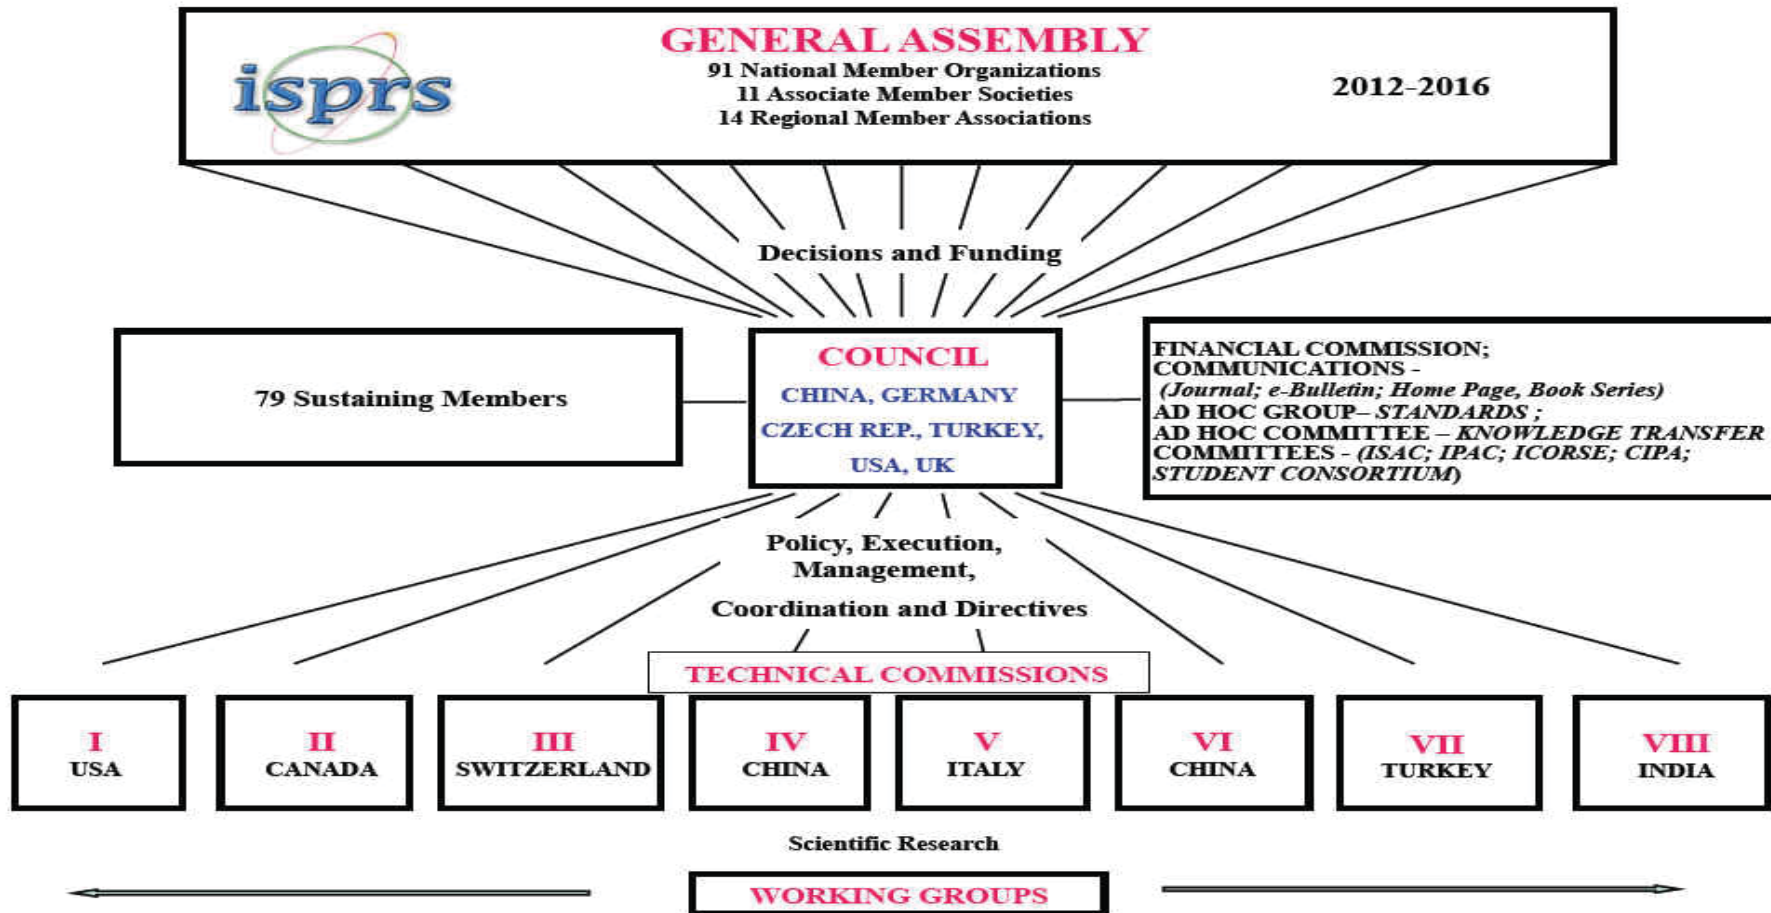 isprs
GENERAL ASSEMBLY
91 National Member Organizations
11 Associate Member Societies
14 Regional Member Associations
2012-2016
Decisions and Funding
79 Sustaining Members
COUNCIL
CHINA, GERMANY
CZECH REP., TURKEY,
USA, UK
FINANCIAL COMMISSION;
COMMUNICATIONS -
(Journal; e-Bulletin; Home Page, Book Series)
AD HOC GROUP– STANDARDS ;
AD HOC COMMITTEE – KNOWLEDGE TRANSFER
COMMITTEES - (ISAC; IPAC; ICORSE; CIPA;
STUDENT CONSORTIUM)
Policy, Execution,
Management,
Coordination and Directives
TECHNICAL COMMISSIONS
I
USA
II
CANADA
III
SWITZERLAND
IV
CHINA
V
ITALY
VI
CHINA
VII
TURKEY
VIII
INDIA
Scientific Research
WORKING GROUPS